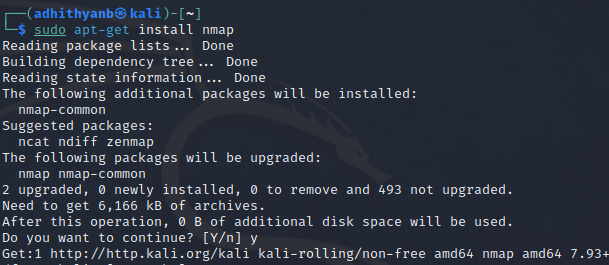 ┌──(adhithyanb㉿kali)-[~]
└─$ sudo apt-get install nmap
Reading package lists... Done
Building dependency tree... Done
Reading state information... Done
The following additional packages will be installed:
  nmap-common
Suggested packages:
  ncat ndiff zenmap
The following packages will be upgraded:
  nmap nmap-common
2 upgraded, 0 newly installed, 0 to remove and 493 not upgraded.
Need to get 6,166 kB of archives.
After this operation, 0 B of additional disk space will be used.
Do you want to continue? [Y/n] y
Get:1 http://http.kali.org/kali kali-rolling/non-free amd64 nmap amd64 7.93+